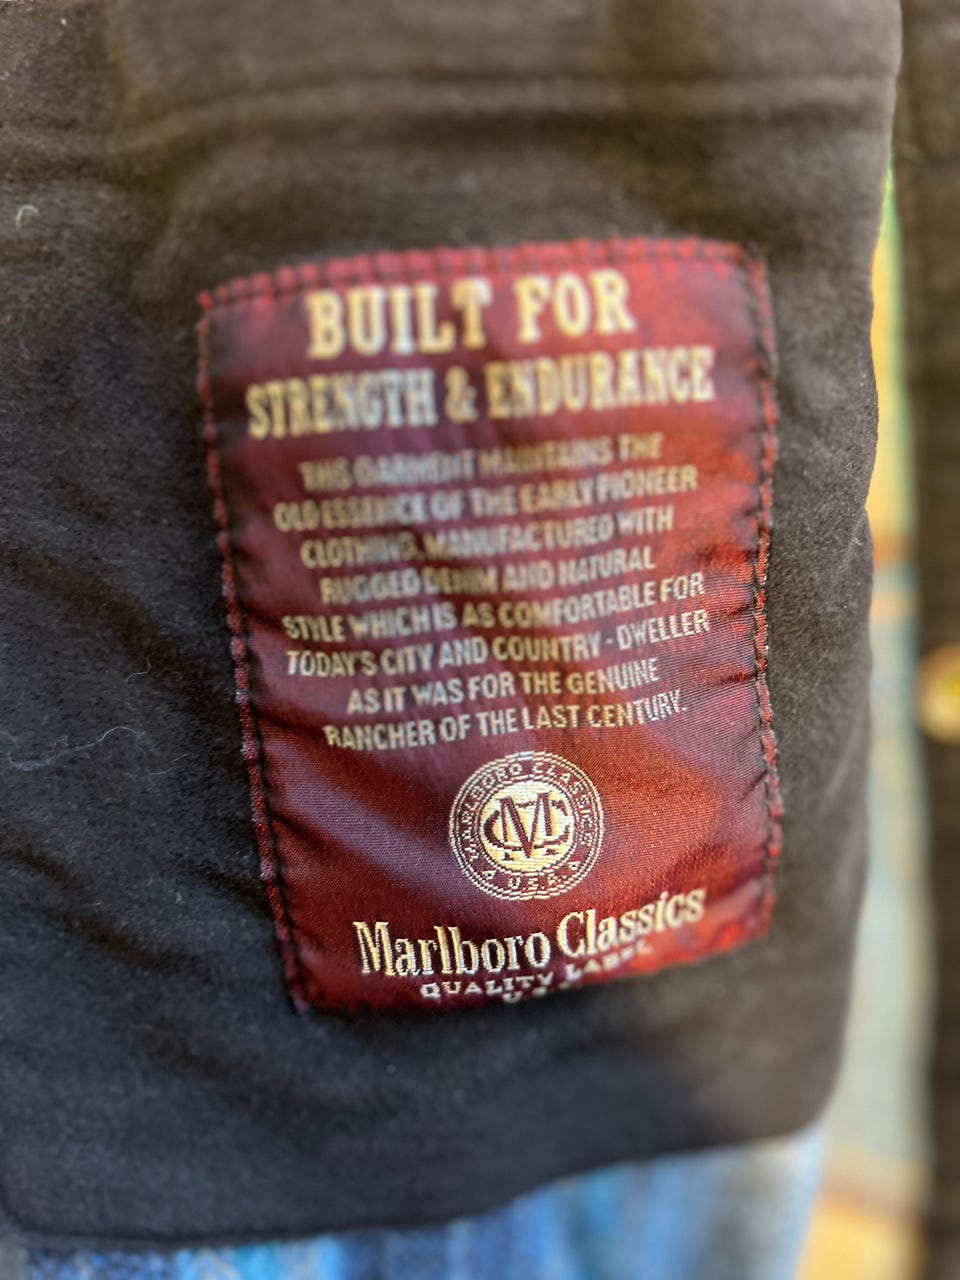 BUILT FOR
STRENGTH & ENDURANCE
THIS GARMENT MAINTAINS THE
OLD ESSENCE OF THE EARLY PIONEER
CLOTHING, MANUFACTURED WITH
RUGGED DENIM AND NATURAL
STYLE WHICH IS AS COMFORTABLE FOR
TODAY'S CITY AND COUNTRY - DWELLER
AS IT WAS FOR THE GENUINE
RANCHER OF THE LAST CENTURY.
MARLBORO CLASSICS
MC
U.S.A.
Marlboro Classics
QUALITY LABEL